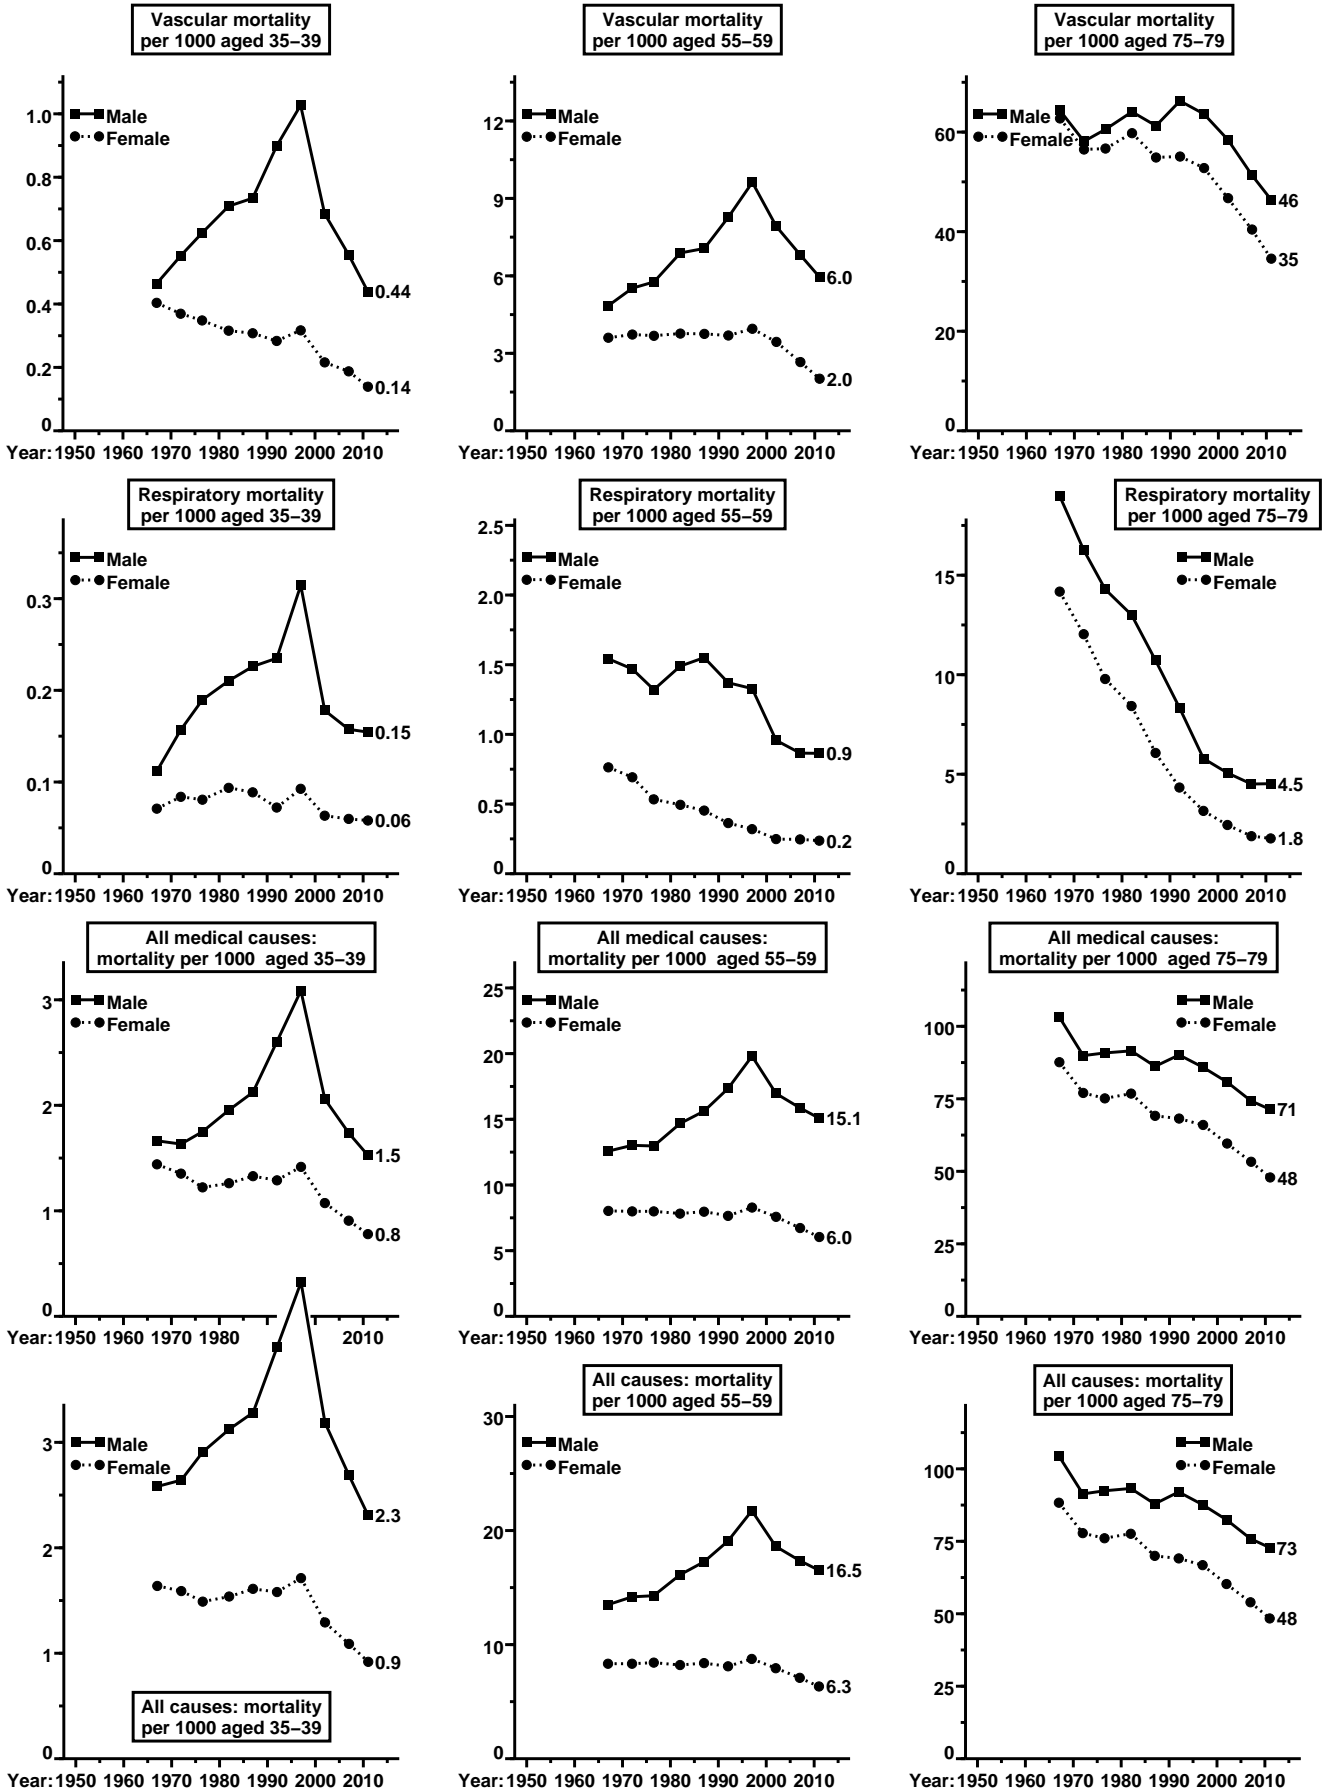 Vascular mortality
per 1000 aged 35–39
1.0
0.8
0.6
0.4
0.2
0
Male
Female
0.44
0.14
Year: 1950 1960 1970 1980 1990 2000 2010
Vascular mortality
per 1000 aged 55–59
12
9
6
3
0
Male
Female
6.0
2.0
Year: 1950 1960 1970 1980 1990 2000 2010
Vascular mortality
per 1000 aged 75–79
60
40
20
0
Male
Female
46
35
Year: 1950 1960 1970 1980 1990 2000 2010
Respiratory mortality
per 1000 aged 35–39
0.3
0.2
0.1
0
Male
Female
0.15
0.06
Year: 1950 1960 1970 1980 1990 2000 2010
Respiratory mortality
per 1000 aged 55–59
2.5
2.0
1.5
1.0
0.5
0
Male
Female
0.9
0.2
Year: 1950 1960 1970 1980 1990 2000 2010
Respiratory mortality
per 1000 aged 75–79
15
10
5
0
Male
Female
4.5
1.8
Year: 1950 1960 1970 1980 1990 2000 2010
All medical causes:
mortality per 1000 aged 35–39
3
2
1
0
Male
Female
1.5
0.8
Year: 1950 1960 1970 1980 2010
All medical causes:
mortality per 1000 aged 55–59
25
20
15
10
5
0
Male
Female
15.1
6.0
Year: 1950 1960 1970 1980 1990 2000 2010
All medical causes:
mortality per 1000 aged 75–79
100
75
50
25
0
Male
Female
71
48
Year: 1950 1960 1970 1980 1990 2000 2010
3
2
1
0
Male
Female
2.3
0.9
All causes: mortality
per 1000 aged 35–39
Year: 1950 1960 1970 1980 1990 2000 2010
All causes: mortality
per 1000 aged 55–59
30
20
10
0
Male
Female
16.5
6.3
Year: 1950 1960 1970 1980 1990 2000 2010
All causes: mortality
per 1000 aged 75–79
100
75
50
25
0
Male
Female
73
48
Year: 1950 1960 1970 1980 1990 2000 2010